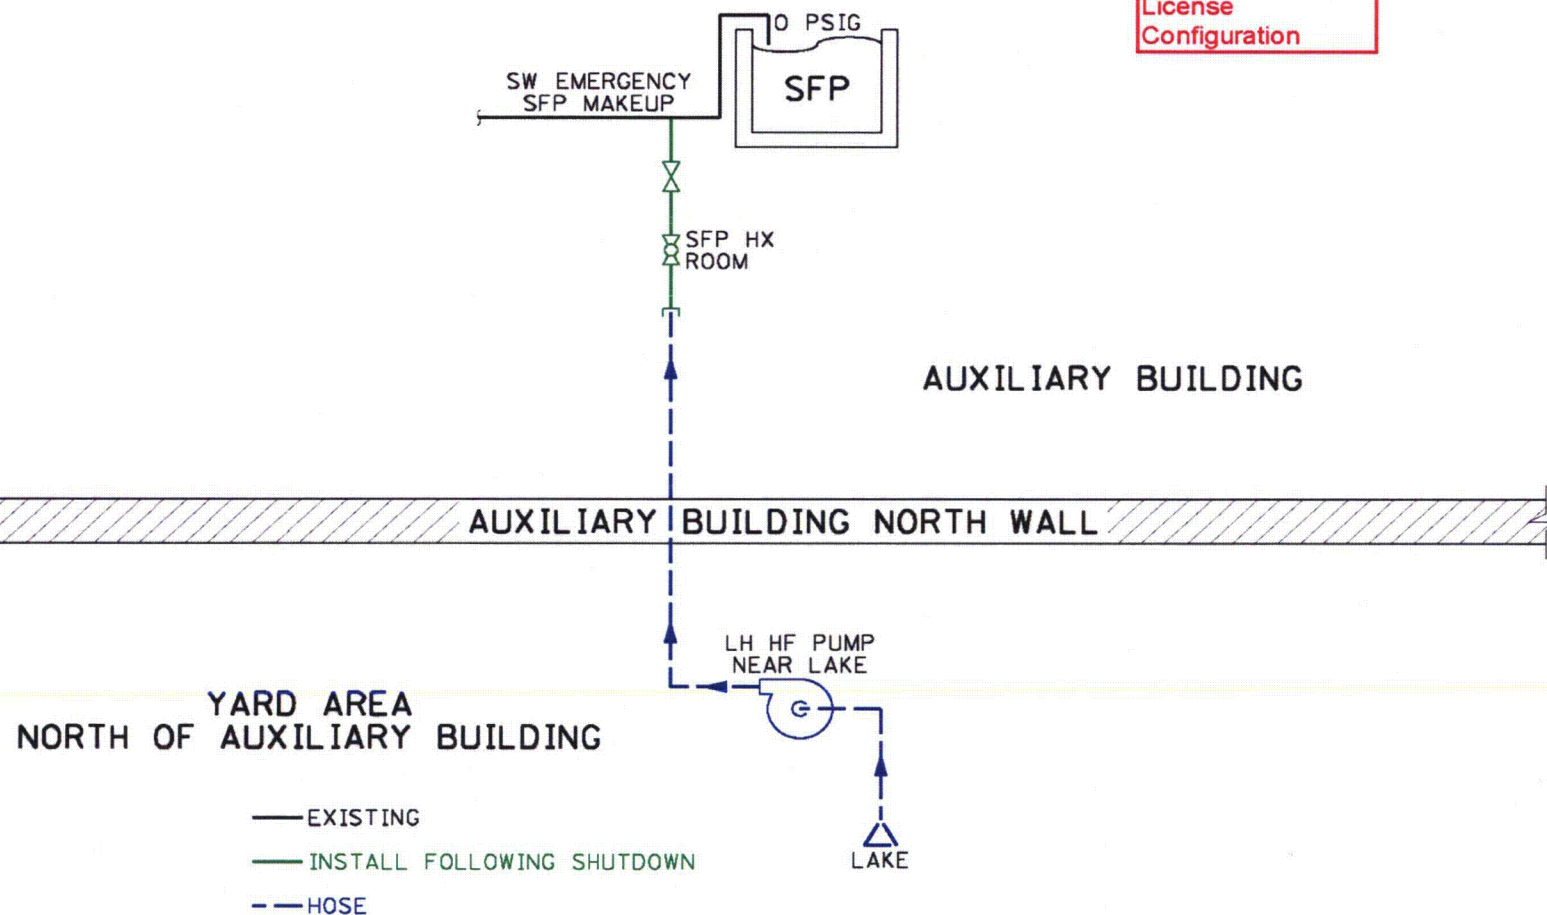 License
Configuration
0 PSIG
SW EMERGENCY
SFP MAKEUP
SFP
SFP HX
ROOM
AUXILIARY BUILDING
AUXILIARY BUILDING NORTH WALL
LH HF PUMP
NEAR LAKE
YARD AREA
NORTH OF AUXILIARY BUILDING
LAKE
EXISTING
INSTALL FOLLOWING SHUTDOWN
HOSE